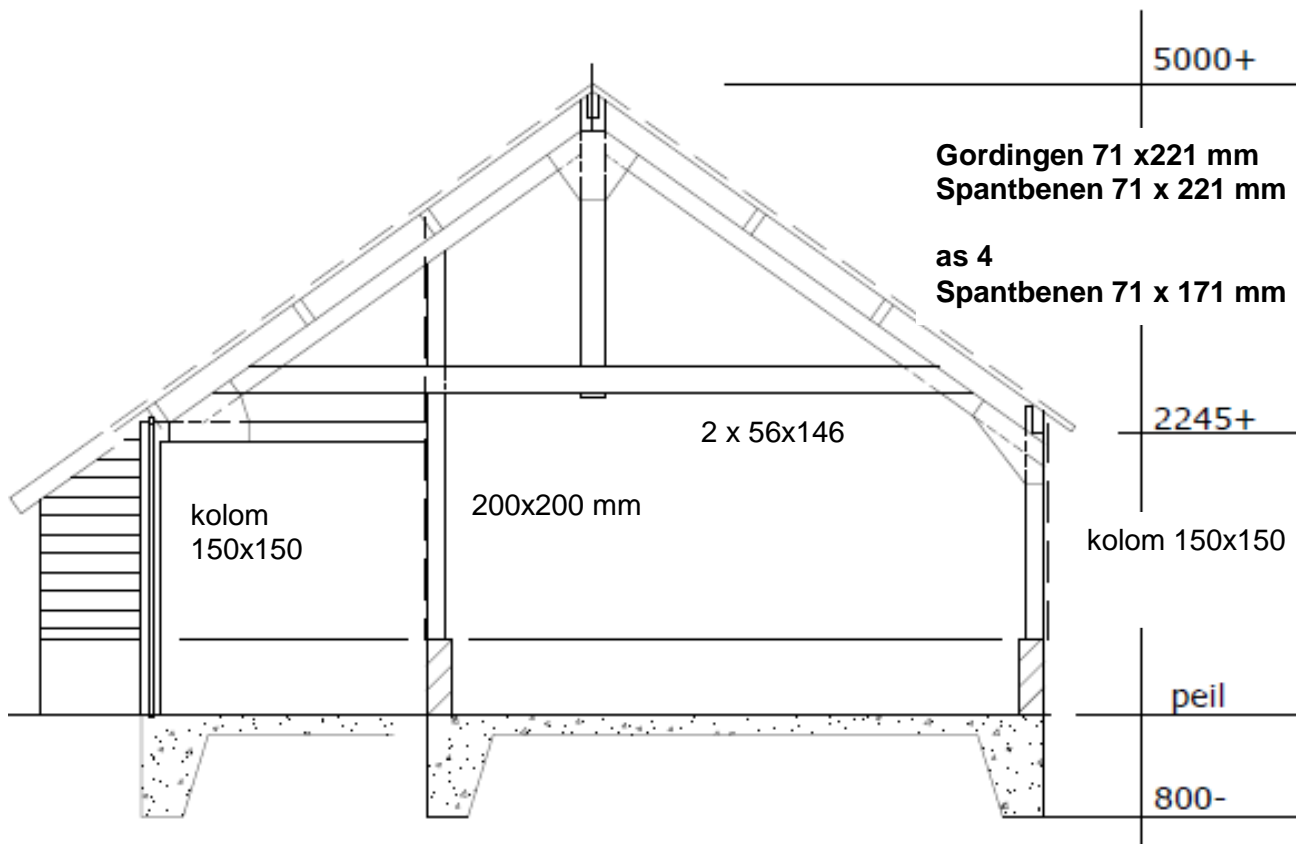 5000+
Gordingen 71 x221 mm
Spantbenen 71 x 221 mm
as 4
Spantbenen 71 x 171 mm
2245+
2 x 56x146
kolom
150x150
200x200 mm
kolom 150x150
peil
800-